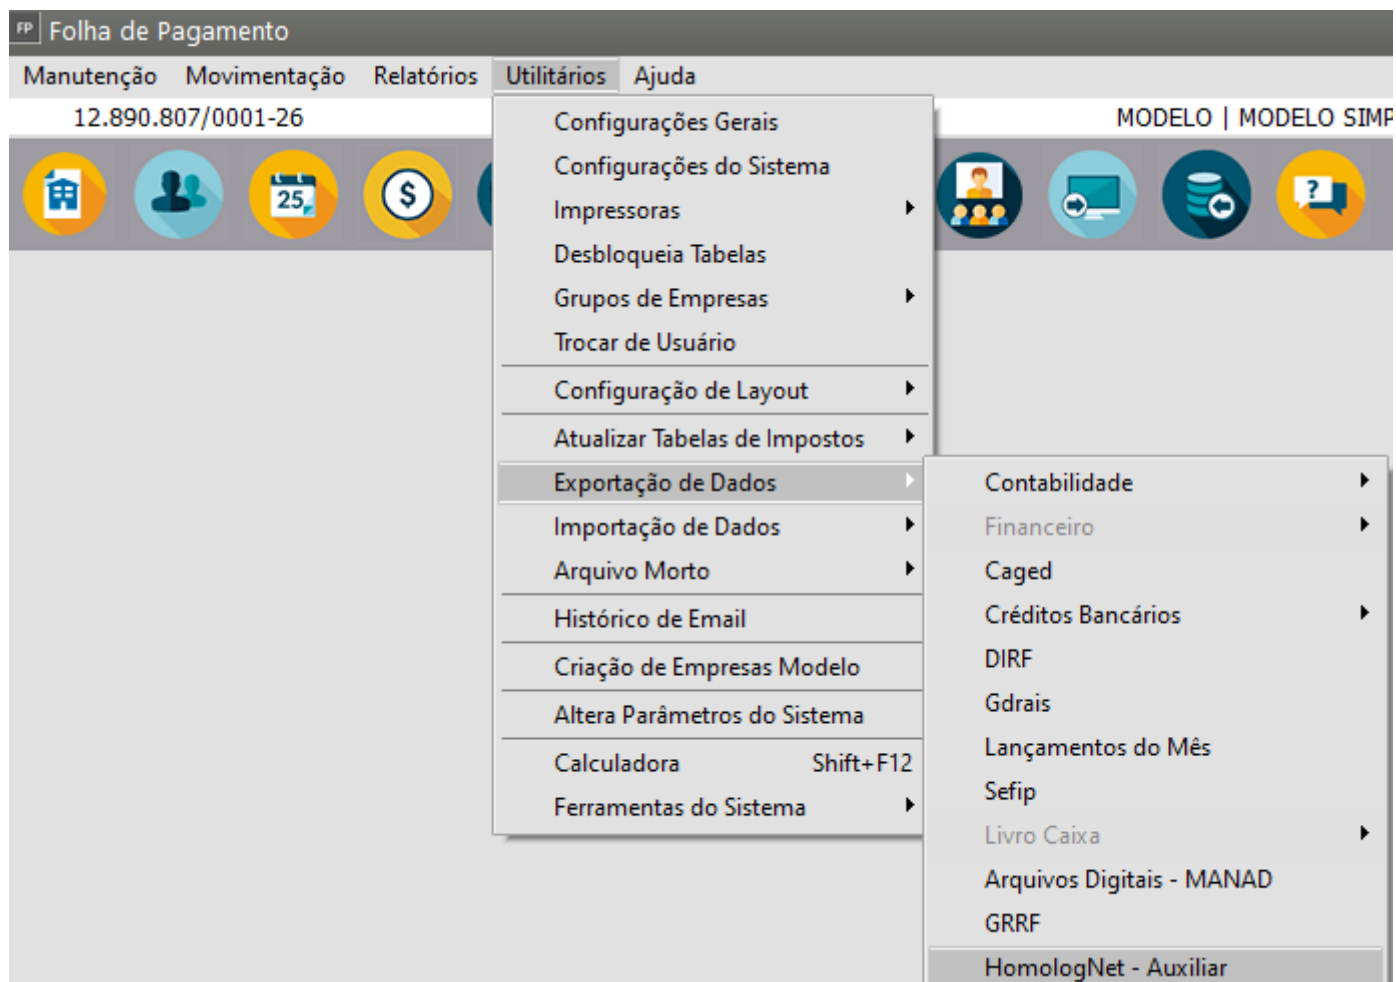 FP Folha de Pagamento
Manutenção Movimentação Relatórios Utilitários Ajuda
12.890.807/0001-26 MODELO | MODELO SIMP
25
$
?
Configurações Gerais
Configurações do Sistema
Impressoras
Desbloqueia Tabelas
Grupos de Empresas
Trocar de Usuário
Configuração de Layout
Atualizar Tabelas de Impostos
Exportação de Dados
Importação de Dados
Arquivo Morto
Histórico de Email
Criação de Empresas Modelo
Altera Parâmetros do Sistema
Calculadora Shift+F12
Ferramentas do Sistema
Contabilidade
Financeiro
Caged
Créditos Bancários
DIRF
Gdrais
Lançamentos do Mês
Sefip
Livro Caixa
Arquivos Digitais - MANAD
GRRF
HomologNet - Auxiliar